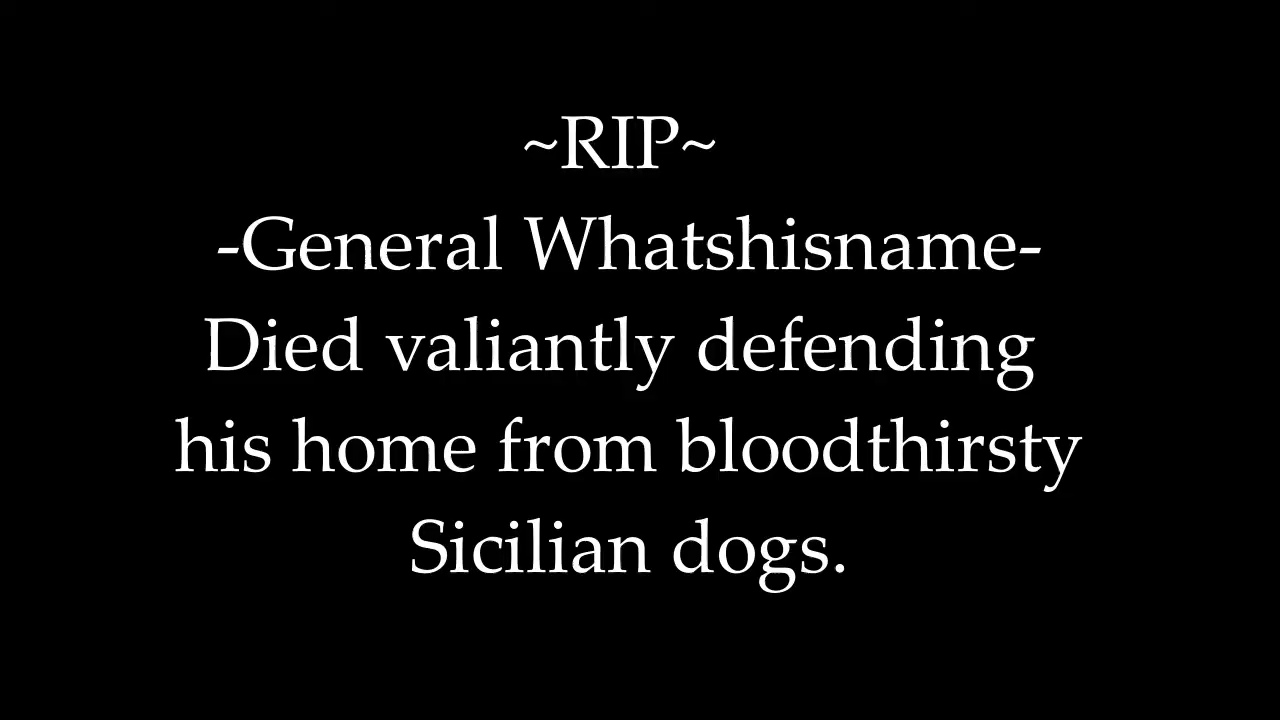 ~RIP~
-General Whatshisname-
Died valiantly defending
his home from bloodthirsty
Sicilian dogs.